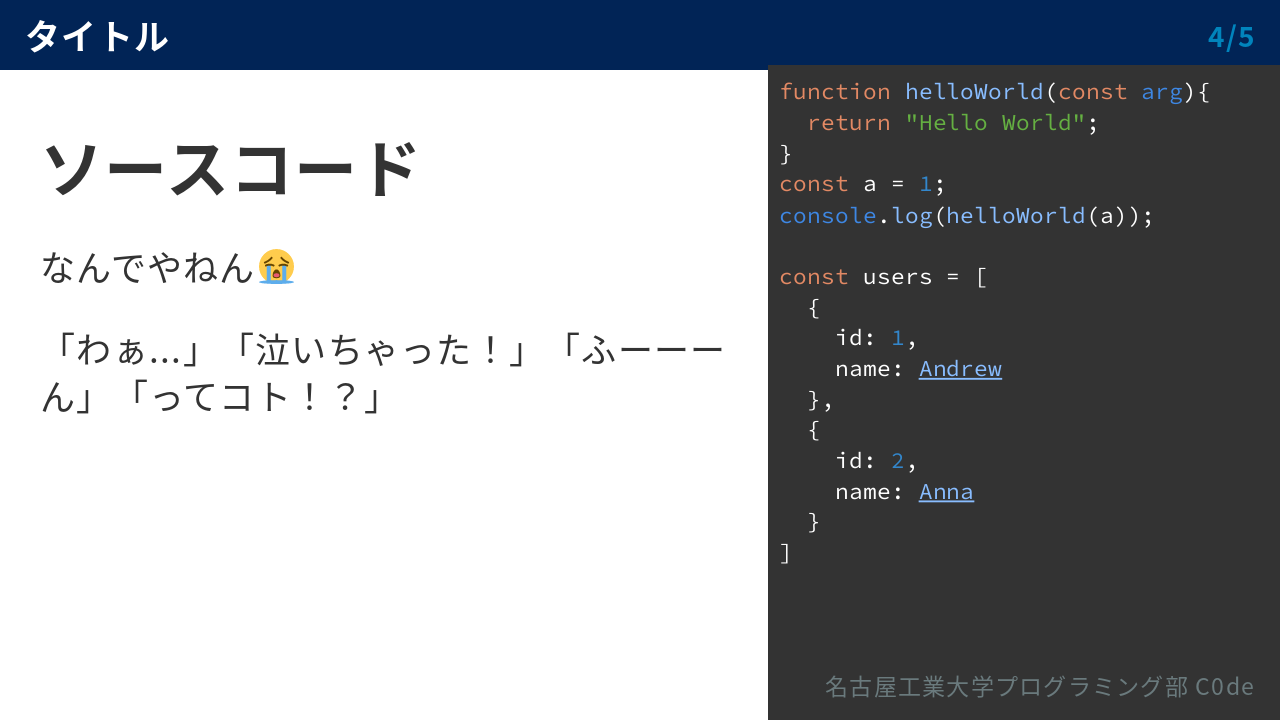 タイトル
4/5
ソースコード
なんでやねん😭
「わぁ...」「泣いちゃった！」「ふーーー
ん」「ってコト！？」
function helloWorld(const arg){
  return "Hello World";
}
const a = 1;
console.log(helloWorld(a));

const users = [
  {
    id: 1,
    name: Andrew
  },
  {
    id: 2,
    name: Anna
  }
]
名古屋工業大学プログラミング部 C0de